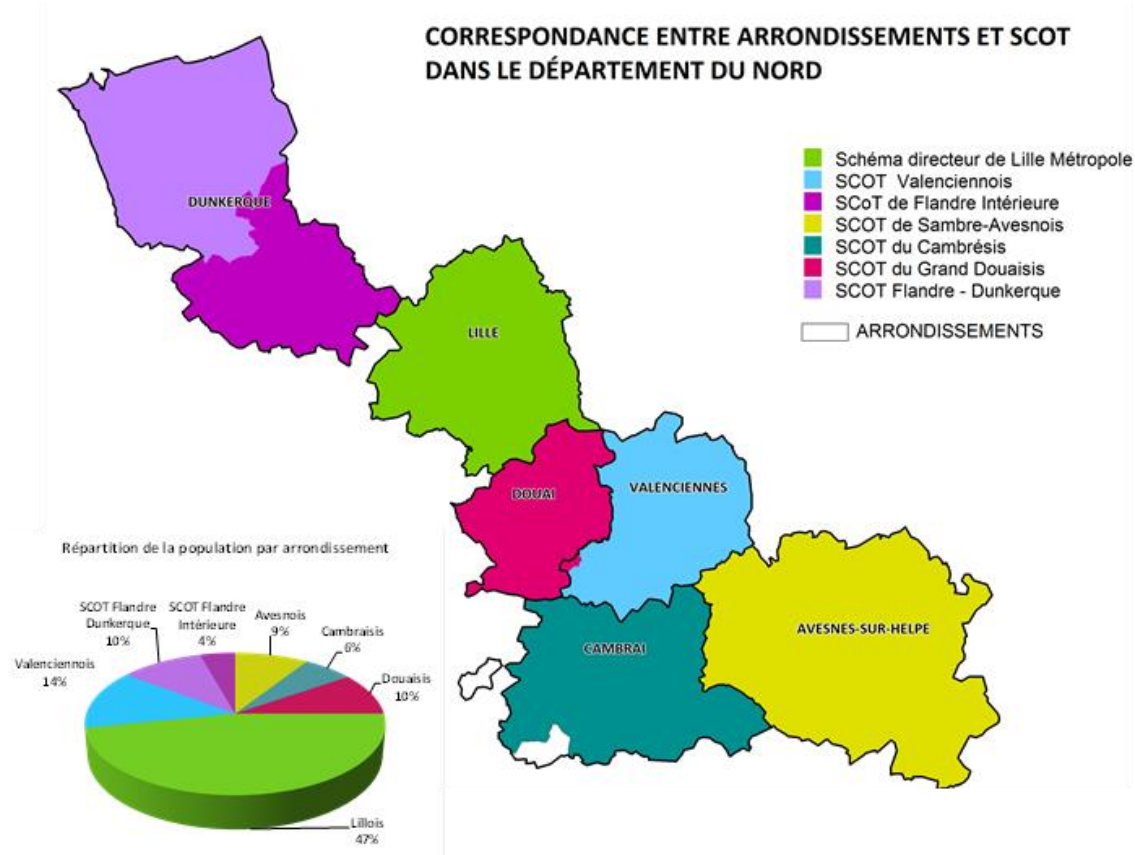 CORRESPONDANCE ENTRE ARRONDISSEMENTS ET SCOT
DANS LE DÉPARTEMENT DU NORD
Schéma directeur de Lille Métropole
SCOT Valenciennois
SCoT de Flandre Intérieure
SCOT de Sambre-Avesnois
SCOT du Cambrésis
SCOT du Grand Douaisis
SCOT Flandre - Dunkerque
ARRONDISSEMENTS
DUNKERQUE
LILLE
DOUAI
VALENCIENNES
CAMBRAI
AVESNES-SUR-HELPE
Répartition de la population par arrondissement
SCOT Flandre
Dunkerque
10%
SCOT Flandre
Intérieure
4%
Avesnois
9%
Cambraisis
6%
Douaisis
10%
Valenciennois
14%
Lillois
47%